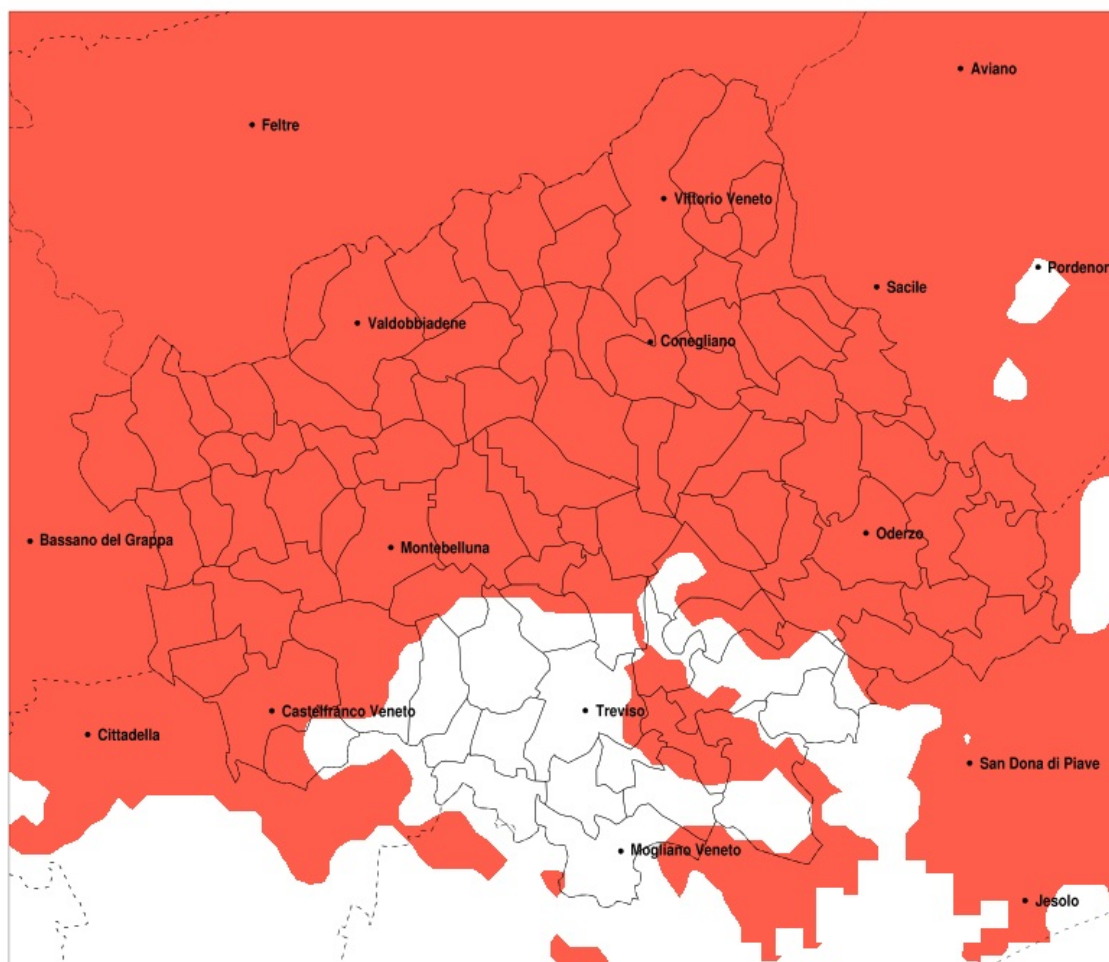 Aviano
Feltre
Vittorio Veneto
Pordenor
Sacile
Valdobbiadene
Conegliano
Oderzo
Bassano del Grappa
Montebelluna
Castelfranco Veneto
Treviso
Cittadella
San Dona di Piave
Mogliano Veneto
Jesolo